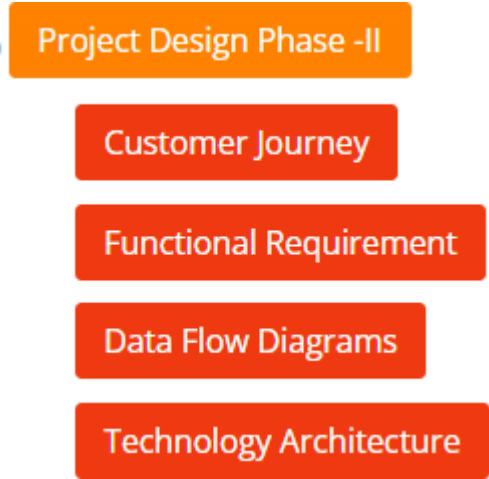 Project Design Phase -II
Customer Journey
Functional Requirement
Data Flow Diagrams
Technology Architecture